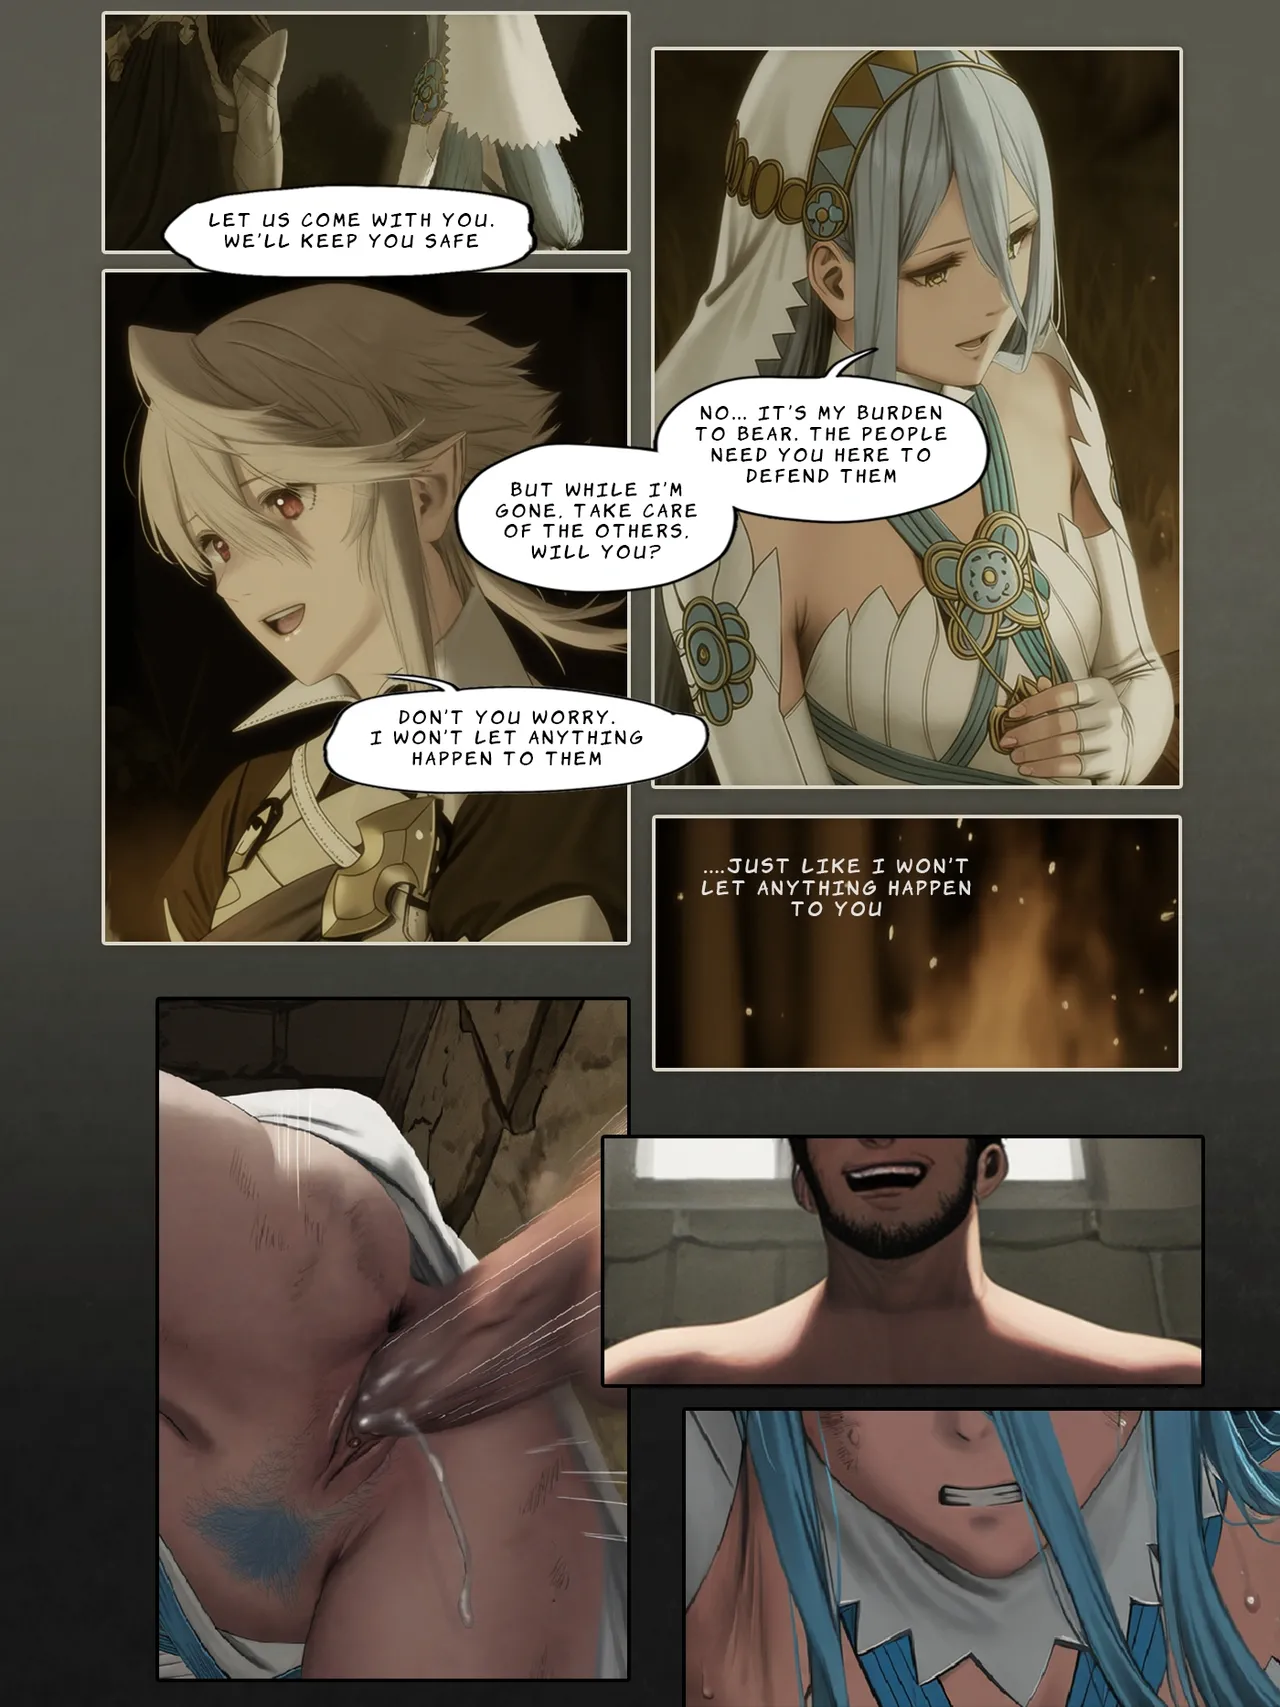 LET US COME WITH YOU.
WE'LL KEEP YOU SAFE
NO... IT'S MY BURDEN
TO BEAR. THE PEOPLE
NEED YOU HERE TO
DEFEND THEM
BUT WHILE I'M
GONE. TAKE CARE
OF THE OTHERS.
WILL YOU?
DON'T YOU WORRY.
I WON'T LET ANYTHING
HAPPEN TO THEM
....JUST LIKE I WON'T
LET ANYTHING HAPPEN
TO YOU